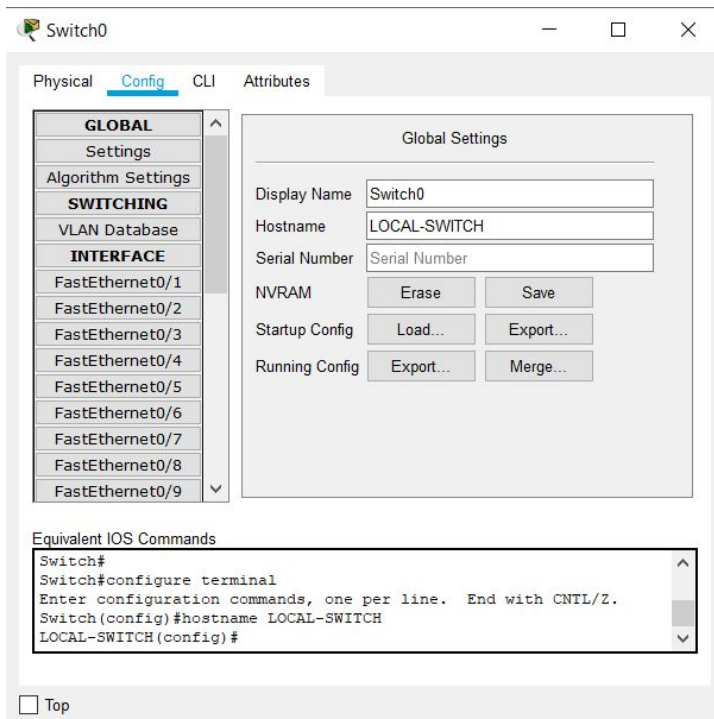 Switch0
Physical Config CLI Attributes
GLOBAL
Settings
Algorithm Settings
SWITCHING
VLAN Database
INTERFACE
FastEthernet0/1
FastEthernet0/2
FastEthernet0/3
FastEthernet0/4
FastEthernet0/5
FastEthernet0/6
FastEthernet0/7
FastEthernet0/8
FastEthernet0/9
Global Settings
Display Name Switch0
Hostname LOCAL-SWITCH
Serial Number Serial Number
NVRAM Erase Save
Startup Config Load... Export...
Running Config Export... Merge...
Equivalent IOS Commands
Switch#
Switch#configure terminal
Enter configuration commands, one per line. End with CNTL/Z.
Switch(config)#hostname LOCAL-SWITCH
LOCAL-SWITCH(config)#
Top